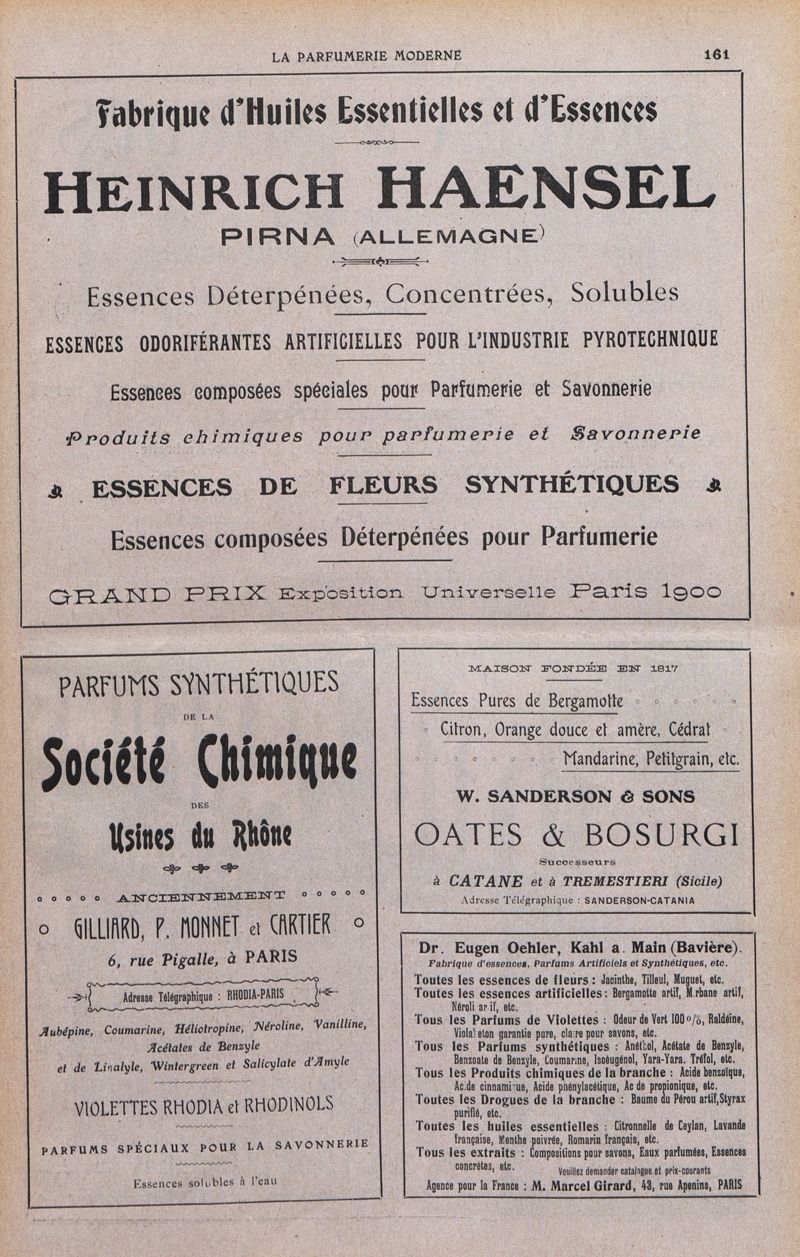 LA PARFUMERIE MODERNE 161
Fabrique d'Huiles Essentielles et d'Essences
HEINRICH HAENSEL
PIRNA (ALLEMAGNE)
Essences Déterpénées, Concentrées, Solubles
ESSENCES ODORIFÉRANTES ARTIFICIELLES POUR L'INDUSTRIE PYROTECHNIQUE
Essences composées spéciales pour Parfumerie et Savonnerie
Produits chimiques pour parfumerie et Savonnerie
ESSENCES DE FLEURS SYNTHÉTIQUES
Essences composées Déterpénées pour Parfumerie
GRAND PRIX Exposition Universelle Paris 1900
PARFUMS SYNTHÉTIQUES
DE LA
Société Chimique
DES
Usines du Rhône
ANCIENNEMENT
GILLIARD, P. MONNET et CARTIER
6, rue Pigalle, à PARIS
Adresse Télégraphique : RHODIA-PARIS
Aubépine, Coumarine, Héliotropine, Néroline, Vanilline,
Acétates de Benzyle
et de Linalyle, Wintergreen et Salicylate d'Amyle
VIOLETTES RHODIA et RHODINOLS
PARFUMS SPÉCIAUX POUR LA SAVONNERIE
Essences solubles à l'eau
MAISON FONDÉE EN 1817
Essences Pures de Bergamotte
Citron, Orange douce et amère, Cédrat
Mandarine, Petitgrain, etc.
W. SANDERSON & SONS
OATES & BOSURGI
Successeurs
à CATANE et à TREMESTIERI (Sicile)
Adresse Télégraphique : SANDERSON-CATANIA
Dr. Eugen Oehler, Kahl a. Main (Bavière).
Fabrique d'essences, Parfums Artificiels et Synthétiques, etc.
Toutes les essences de fleurs : Jacinthe, Tilleul, Muguet, etc.
Toutes les essences artificielles : Bergamotte artif, M.rbane artif,
Néroli ar if, etc.
Tous les Parfums de Violettes : Odeur de Vert 100 %, Raldéine,
Viola! eton garantie pure, claire pour savons, etc.
Tous les Parfums synthétiques : Anéthol, Acétate de Benzyle,
Benzoate de Benzyle, Coumarine, Isoéugénol, Yara-Yara. Tréfol, etc.
Tous les Produits chimiques de la branche : Acide benzoïque,
Ac.de cinnamique, Acide phénylacétique, Ac de propionique, etc.
Toutes les Drogues de la branche : Baume du Pérou artif, Styrax
purifié, etc.
Toutes les huiles essentielles : Citronnelle de Ceylan, Lavande
française, Menthe poivrée, Romarin français, etc.
Tous les extraits : Compositions pour savons, Eaux parfumées, Essences
concrètes, etc. Veuillez demander catalogue et prix-courants
Agence pour la France : M. Marcel Girard, 43, rue Apenins, PARIS